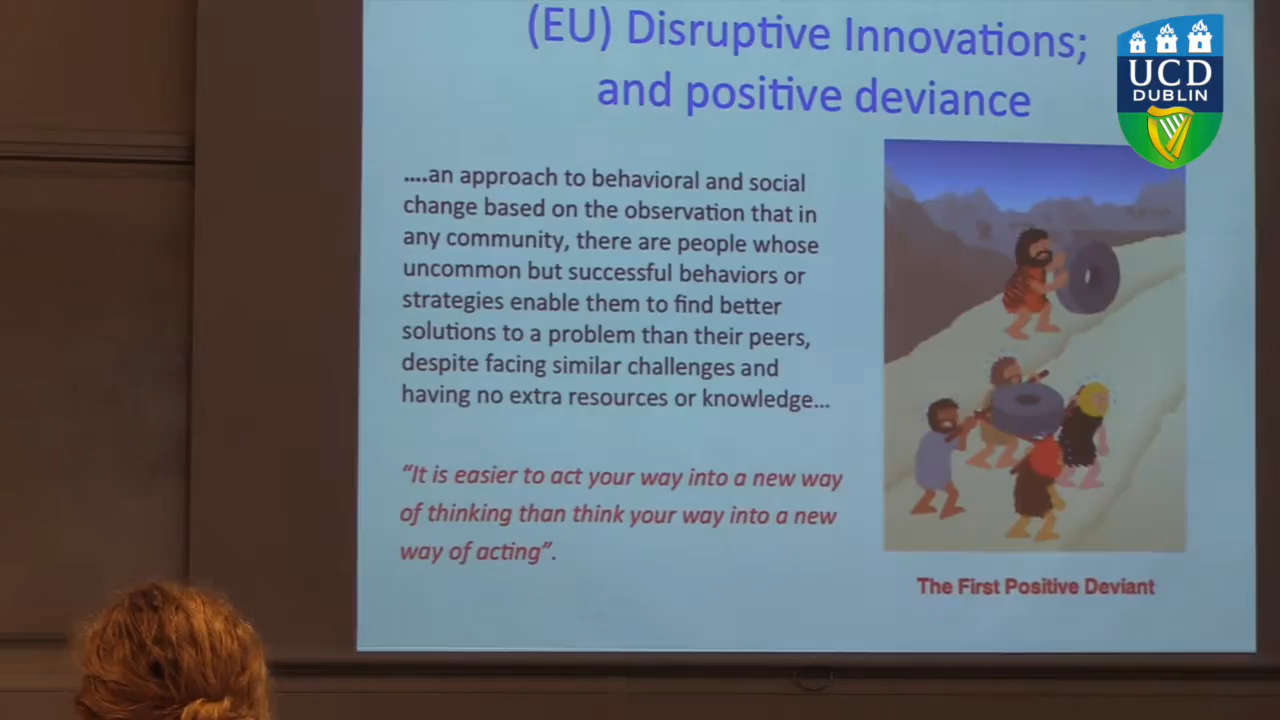 (EU) Disruptive Innovations;
and positive deviance
UCD
DUBLIN
....an approach to behavioral and social
change based on the observation that in
any community, there are people whose
uncommon but successful behaviors or
strategies enable them to find better
solutions to a problem than their peers,
despite facing similar challenges and
having no extra resources or knowledge...
“It is easier to act your way into a new way
of thinking than think your way into a new
way of acting”.
The First Positive Deviant